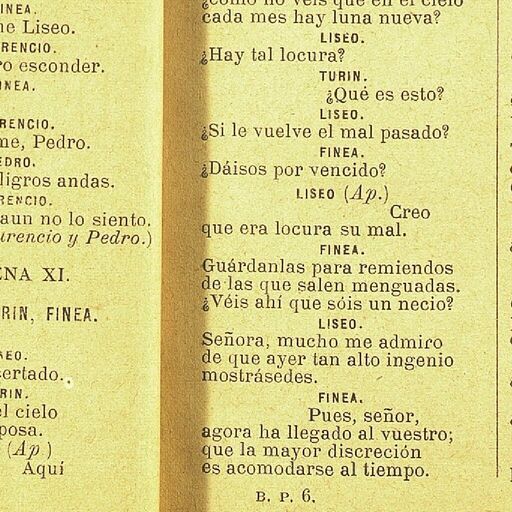 INEA.
ne Liseo.
RENCIO.
ro esconder.
INEA.
RENCIO.
me, Pedro.
EDRO.
ligros andas.
RENCIO.
aun no lo siento.
urencio y Pedro.)
ENA XI.
RIN, FINEA.
SEO.
sertado.
RIN.
el cielo
posa.
(Ap )
Aquí
¿cómo no veis que en el cielo
cada mes hay luna nueva?
LISEO.
¿Hay tal locura?
TURIN.
¿Qué es esto?
LISEO.
¿Si le vuelve el mal pasado?
FINEA.
¿Dáisos por vencido?
LISEO (Ap.)
Creo
que era locura su mal.
FINEA.
Guárdanlas para remiendos
de las que salen menguadas.
¿Véis ahí que sóis un necio?
LISEO.
Señora, mucho me admiro
de que ayer tan alto ingenio
mostrásedes.
FINEA.
Pues, señor,
agora ha llegado al vuestro;
que la mayor discreción
es acomodarse al tiempo.
B. P. 6.